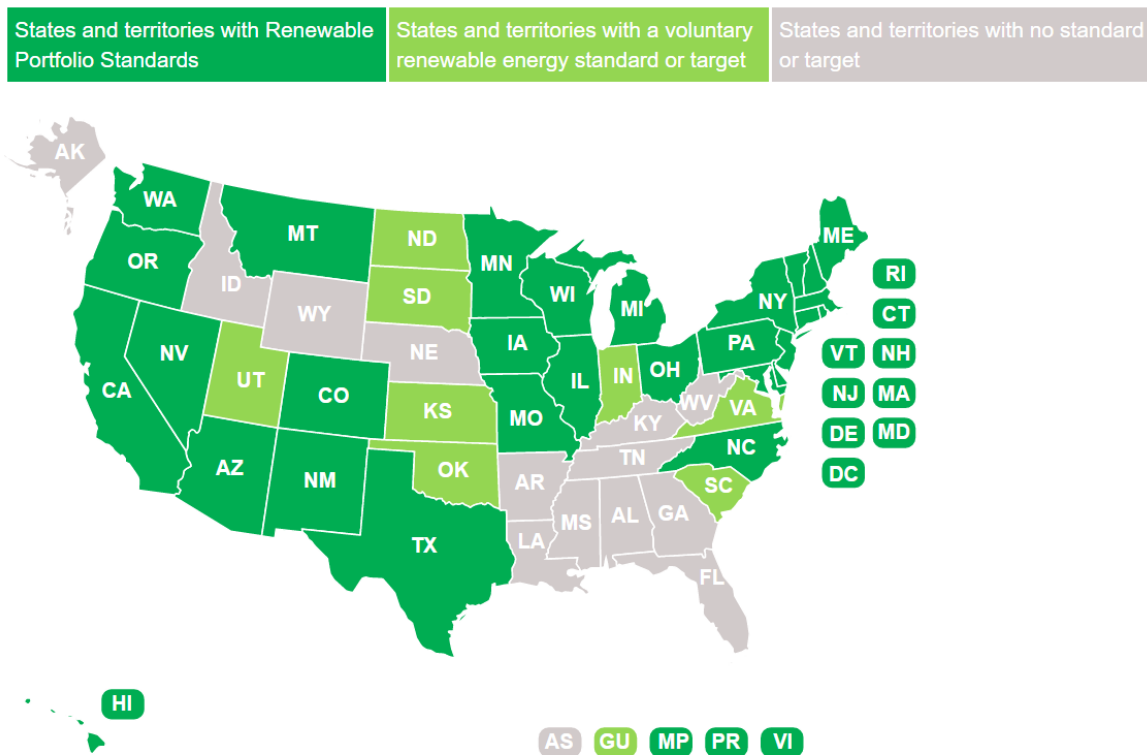 States and territories with Renewable
Portfolio Standards
States and territories with a voluntary
renewable energy standard or target
States and territories with no standard
or target
AK
WA
MT
ND
MN
ME
OR
ID
SD
WI
MI
NY
RI
WY
CT
NV
NE
IA
PA
VT
NH
CA
UT
CO
IL
IN
OH
NJ
MA
KS
MO
WV
VA
KY
DE
MD
AZ
NM
OK
AR
TN
NC
DC
SC
TX
LA
MS
AL
GA
FL
HI
AS
GU
MP
PR
VI